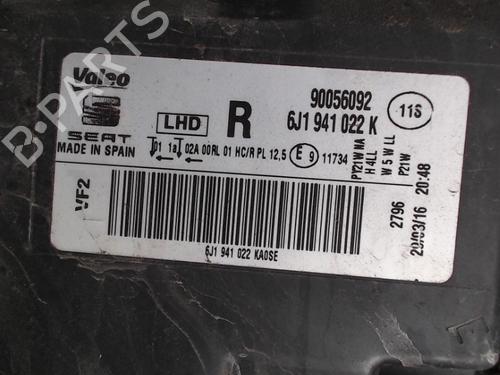 Valeo
SEAT
MADE IN SPAIN
LHD
R
90056092
6J1 941 022 K
11S
01 1a 02A 00RL 01 HC/R PL 12,5 E 9 11734
PY21W NA
H 4LL
W 5 W LL
P21W
VF2
2796
29/03/16 20:48
6J1 941 022 KA0SE
B-PARTS